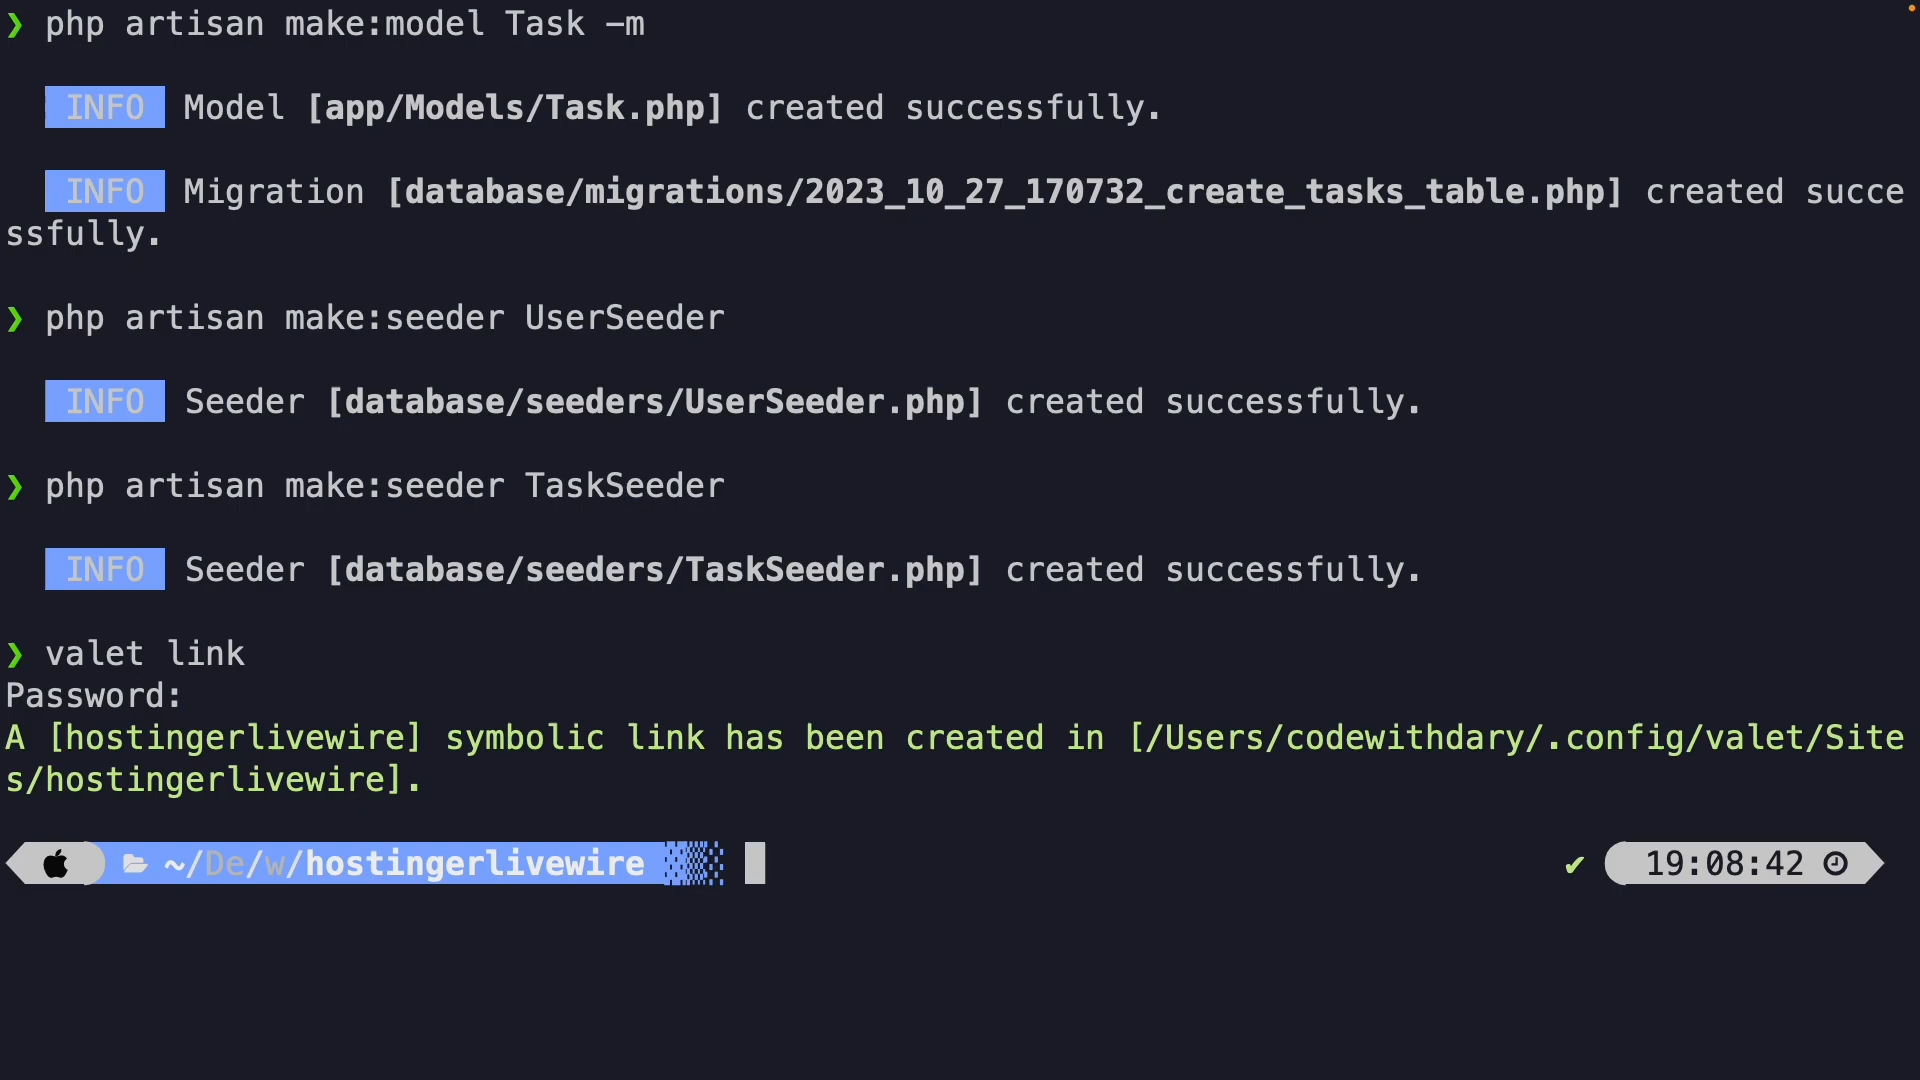 ❯ php artisan make:model Task -m
INFO Model [app/Models/Task.php] created successfully.
INFO Migration [database/migrations/2023_10_27_170732_create_tasks_table.php] created succe
ssfully.
❯ php artisan make:seeder UserSeeder
INFO Seeder [database/seeders/UserSeeder.php] created successfully.
❯ php artisan make:seeder TaskSeeder
INFO Seeder [database/seeders/TaskSeeder.php] created successfully.
❯ valet link
Password:
A [hostingerlivewire] symbolic link has been created in [/Users/codewithdary/.config/valet/Site
s/hostingerlivewire].
~/De/w/hostingerlivewire ✔ 19:08:42